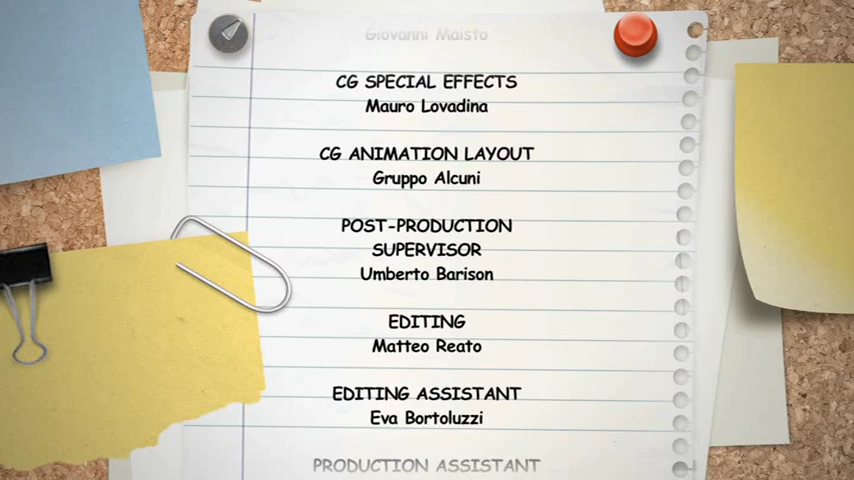 Giovanni Maisto
CG SPECIAL EFFECTS
Mauro Lovadina
CG ANIMATION LAYOUT
Gruppo Alcuni
POST-PRODUCTION
SUPERVISOR
Umberto Barison
EDITING
Matteo Reato
EDITING ASSISTANT
Eva Bortoluzzi
PRODUCTION ASSISTANT